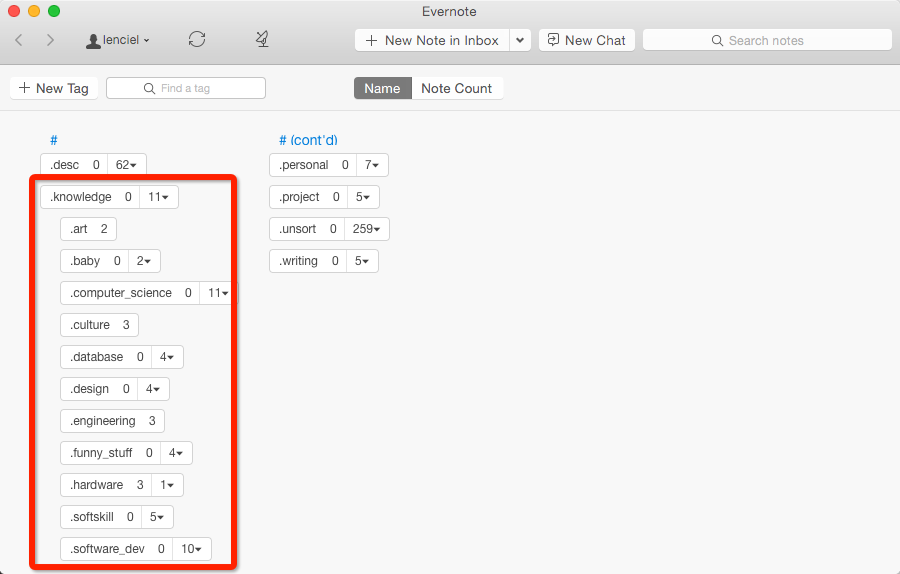 Evernote
lenciel
New Note in Inbox
New Chat
Search notes
New Tag
Find a tag
Name
Note Count
#
.desc 0 62
.knowledge 0 11
.art 2
.baby 0 2
.computer_science 0 11
.culture 3
.database 0 4
.design 0 4
.engineering 3
.funny_stuff 0 4
.hardware 3 1
.softskill 0 5
.software_dev 0 10
# (cont'd)
.personal 0 7
.project 0 5
.unsort 0 259
.writing 0 5